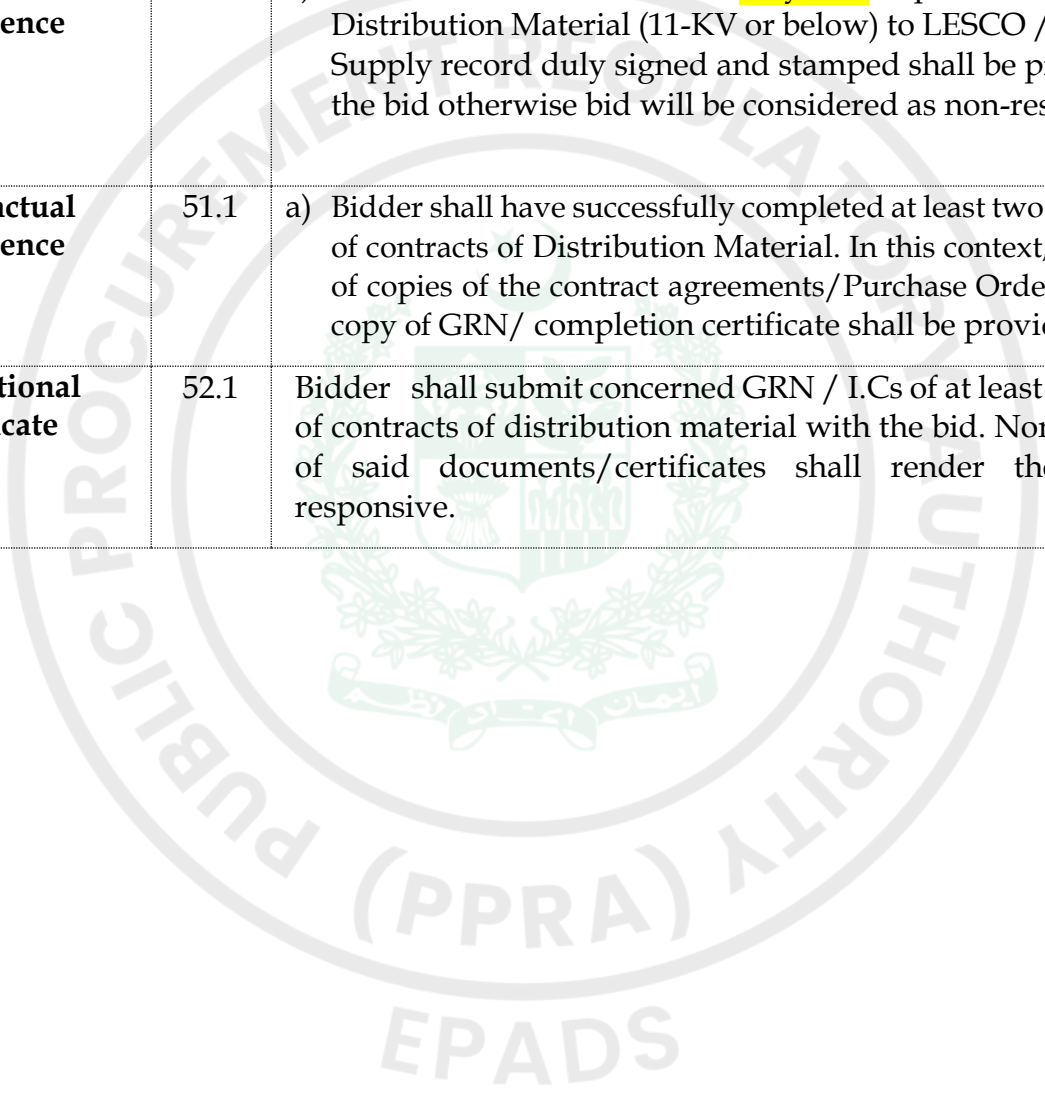 ence
Distribution Material (11-KV or below) to LESCO /
Supply record duly signed and stamped shall be p
the bid otherwise bid will be considered as non-res
actual
ence
51.1
a) Bidder shall have successfully completed at least two
of contracts of Distribution Material. In this context,
of copies of the contract agreements/Purchase Orde
copy of GRN/ completion certificate shall be provi
tional
cate
52.1
Bidder shall submit concerned GRN / I.Cs of at least
of contracts of distribution material with the bid. Nor
of said documents/certificates shall render the
responsive.
PUBLIC PROCUREMENT REGULATORY AUTHORITY
(PPRA)
EPADS